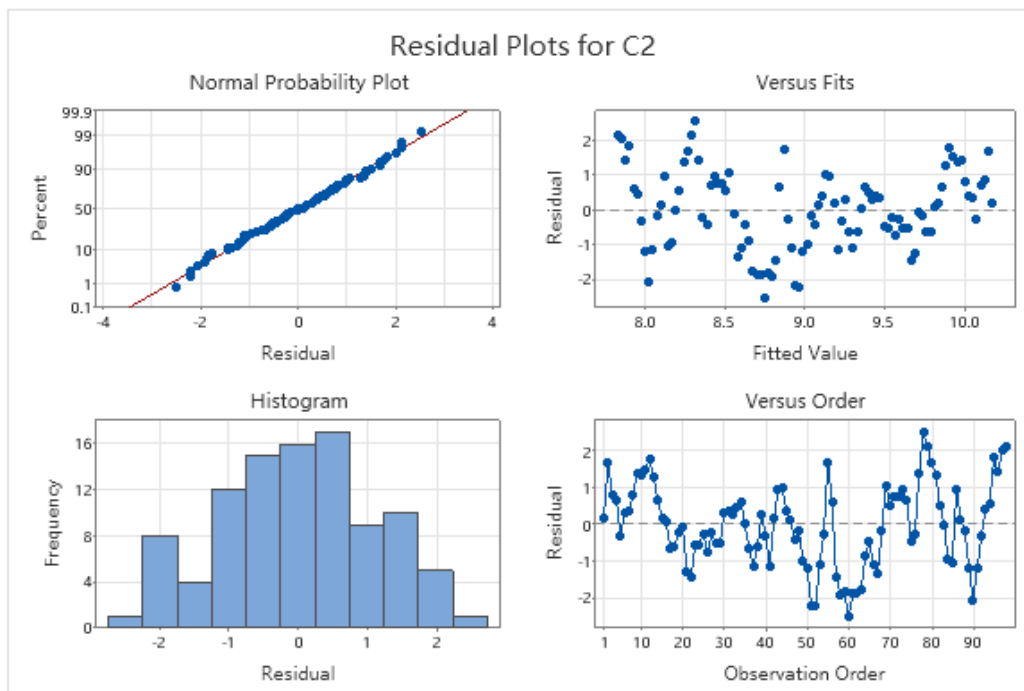 Residual Plots for C2
Normal Probability Plot
99.9
99
90
50
10
1
0.1
Percent
-4 -2 0 2 4
Residual
Versus Fits
2
1
0
-1
-2
Residual
8.0 8.5 9.0 9.5 10.0
Fitted Value
Histogram
16
12
8
4
0
Frequency
-2 -1 0 1 2
Residual
Versus Order
2
1
0
-1
-2
Residual
1 10 20 30 40 50 60 70 80 90
Observation Order